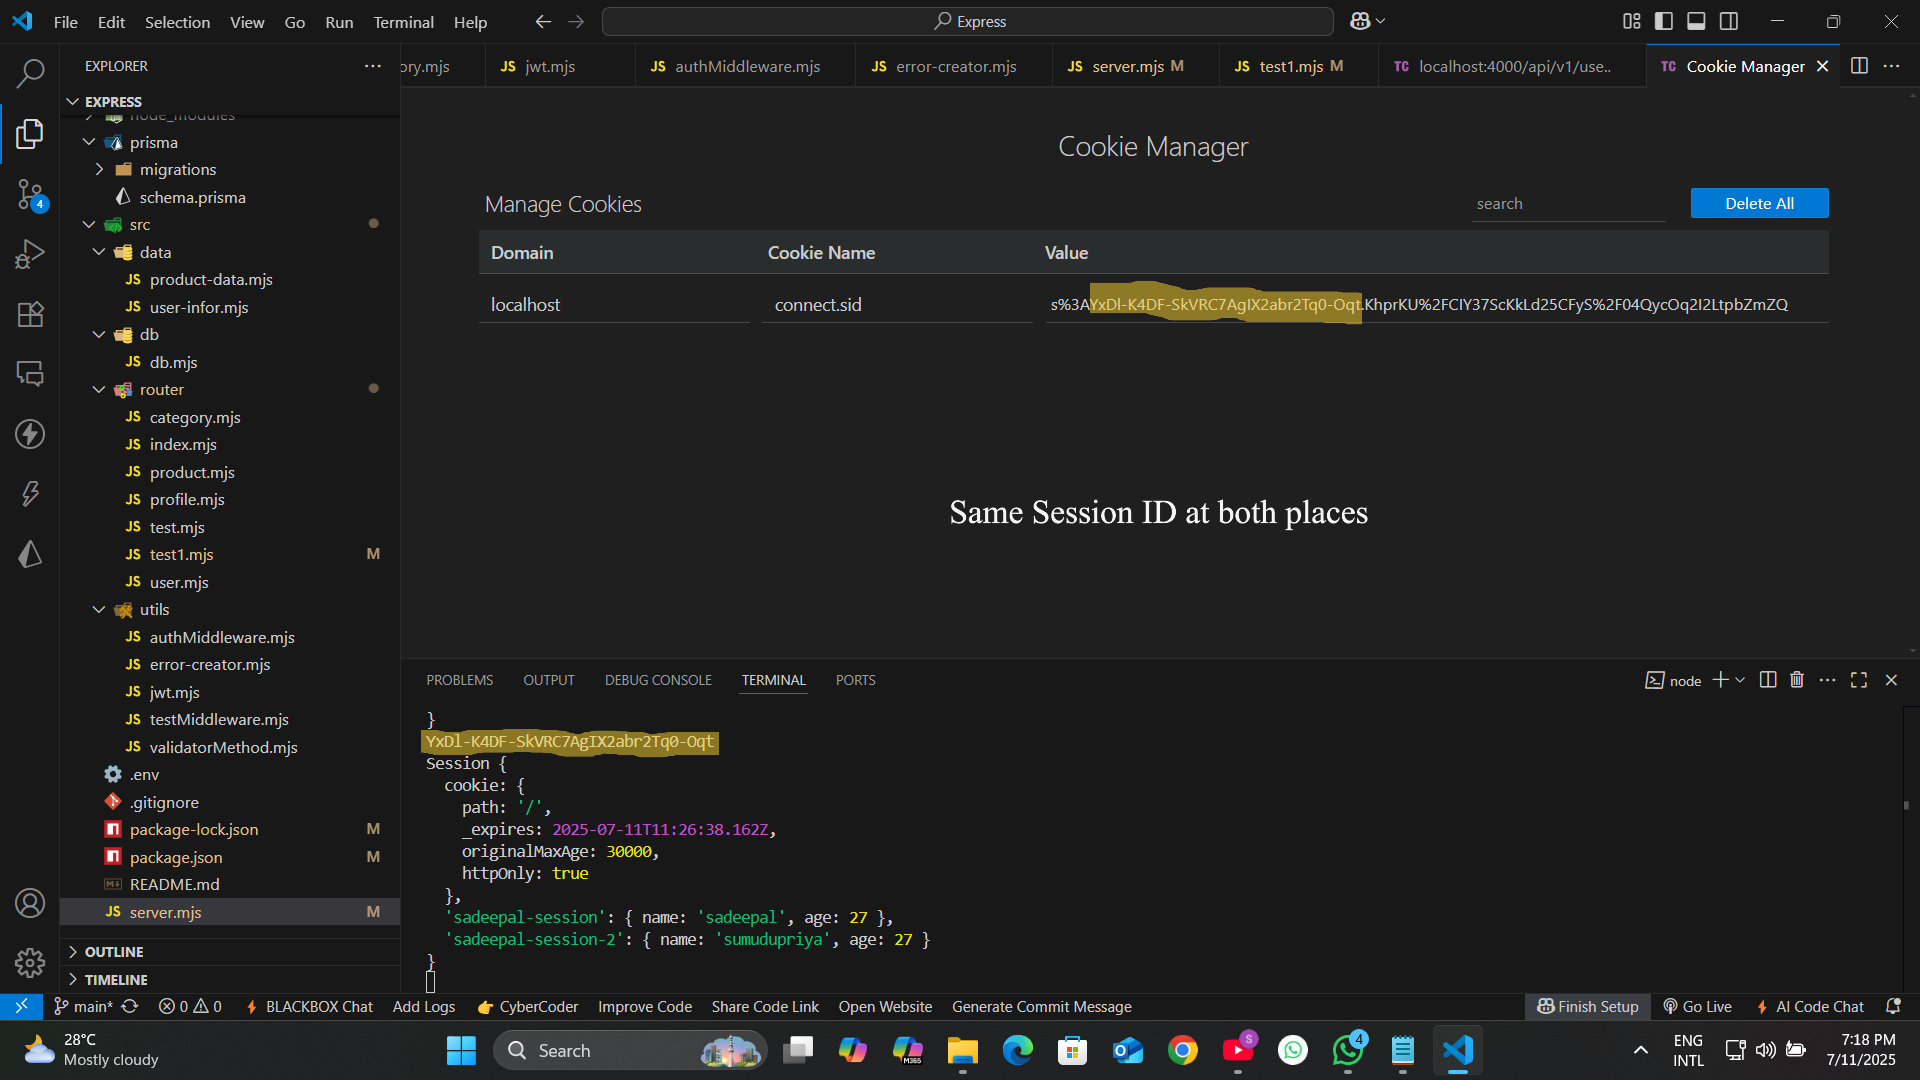 File Edit Selection View Go Run Terminal Help
Express
EXPLORER
ory.mjs
JS jwt.mjs
JS authMiddleware.mjs
JS error-creator.mjs
JS server.mjs M
JS test1.mjs M
TC localhost:4000/api/v1/use..
TC Cookie Manager
EXPRESS
node_modules
prisma
migrations
schema.prisma
src
data
JS product-data.mjs
JS user-infor.mjs
db
JS db.mjs
router
JS category.mjs
JS index.mjs
JS product.mjs
JS profile.mjs
JS test.mjs
JS test1.mjs M
JS user.mjs
utils
JS authMiddleware.mjs
JS error-creator.mjs
JS jwt.mjs
JS testMiddleware.mjs
JS validatorMethod.mjs
.env
.gitignore
package-lock.json M
package.json M
README.md
JS server.mjs M
OUTLINE
TIMELINE
4
Cookie Manager
Manage Cookies
search
Delete All
Domain Cookie Name Value
localhost connect.sid s%3AYxDl-K4DF-SkVRC7AgIX2abr2Tq0-Oqt.KhprKU%2FCIY37ScKkLd25CFyS%2F04QycOq2I2LtpbZmZQ
Same Session ID at both places
PROBLEMS OUTPUT DEBUG CONSOLE TERMINAL PORTS
node
}
YxDl-K4DF-SkVRC7AgIX2abr2Tq0-Oqt
Session {
cookie: {
path: '/',
_expires: 2025-07-11T11:26:38.162Z,
originalMaxAge: 30000,
httpOnly: true
},
'sadeepal-session': { name: 'sadeepal', age: 27 },
'sadeepal-session-2': { name: 'sumudupriya', age: 27 }
}
main* 0 0 BLACKBOX Chat Add Logs CyberCoder Improve Code Share Code Link Open Website Generate Commit Message
Finish Setup Go Live AI Code Chat
28°C
Mostly cloudy
Search
M365
S
4
ENG
INTL
7:18 PM
7/11/2025